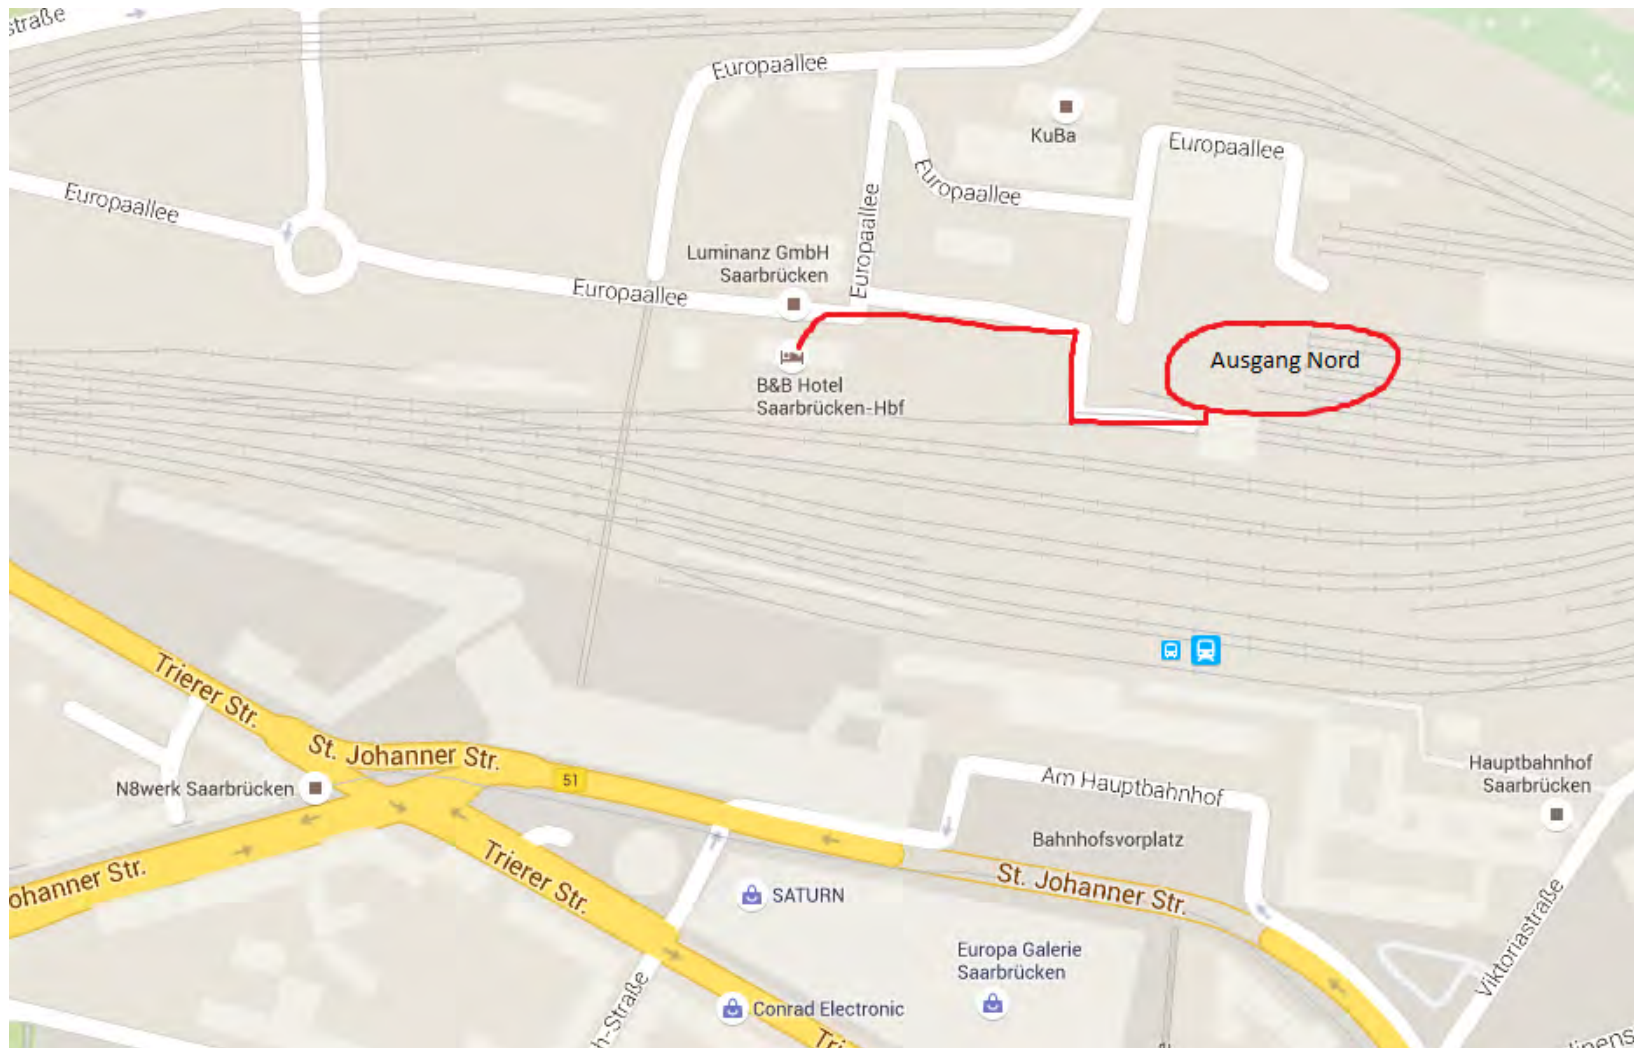 straße
Europaallee
KuBa
Europaallee
Europaallee
Europaallee
Europaallee
Luminanz GmbH
Saarbrücken
Europaallee
Ausgang Nord
B&B Hotel
Saarbrücken-Hbf
Trierer Str.
St. Johanner Str.
51
N8werk Saarbrücken
Am Hauptbahnhof
Hauptbahnhof
Saarbrücken
Bahnhofsvorplatz
ohanner Str.
Trierer Str.
SATURN
St. Johanner Str.
Europa Galerie
Saarbrücken
Viktoriastraße
h-Straße
Conrad Electronic
Tri